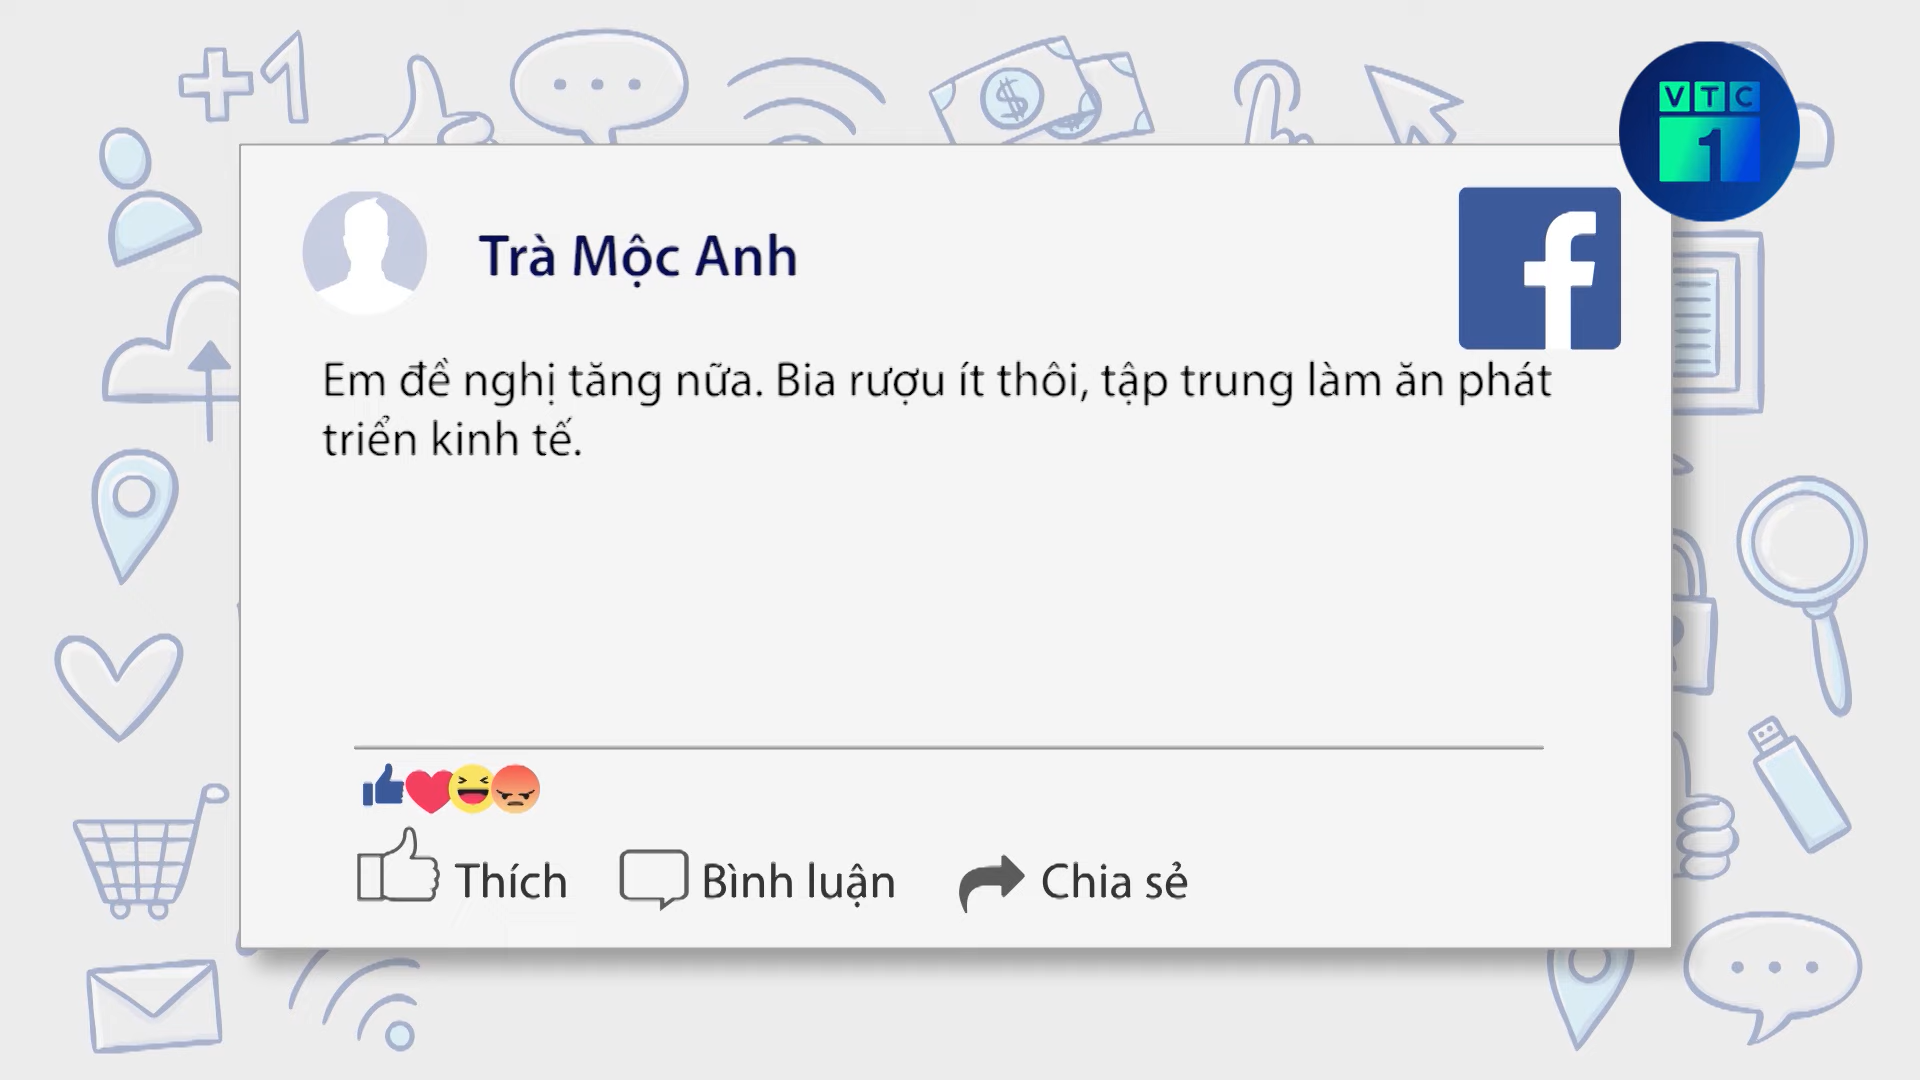 +1
VTC
1
Trà Mộc Anh
f
Em đề nghị tăng nữa. Bia rượu ít thôi, tập trung làm ăn phát
triển kinh tế.
Thích
Bình luận
Chia sẻ